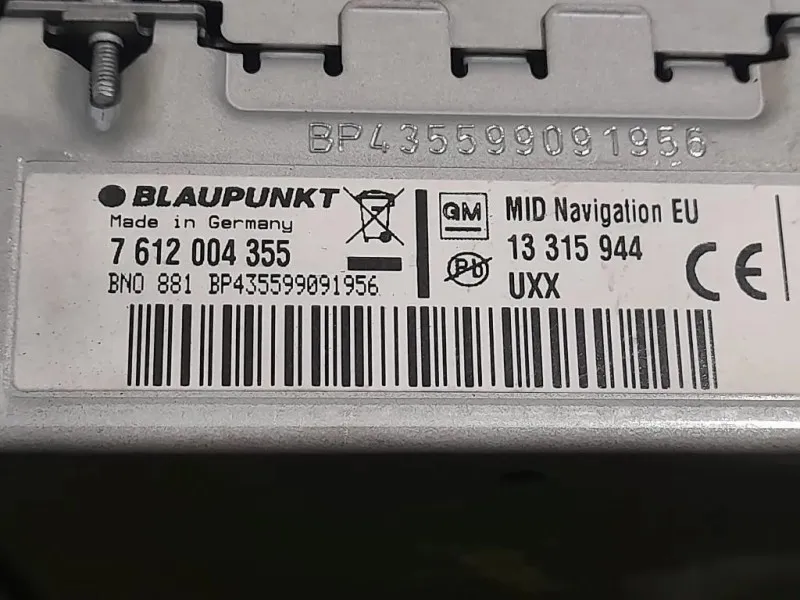 BP435599091956
BLAUPUNKT
Made in Germany
7 612 004 355
BNO 881 BP435599091956
GM
MID Navigation EU
13 315 944
Pb
UXX
CE